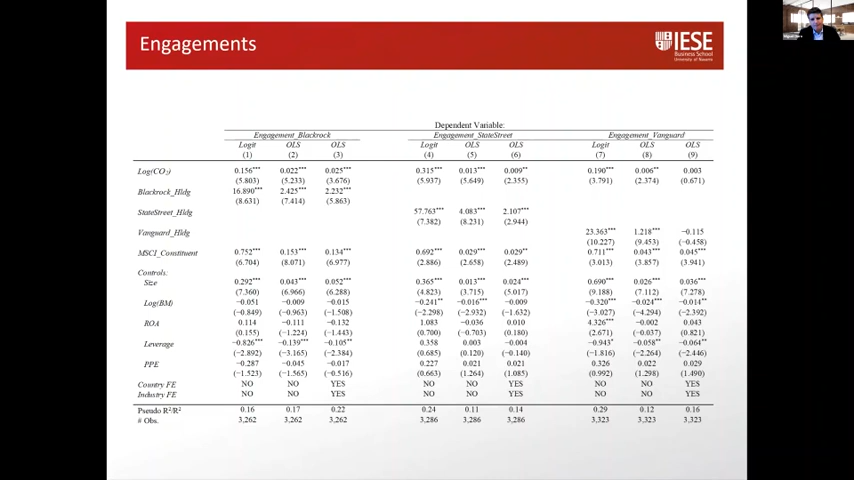 Engagements
IESE
Business School
University of Navarra
Dependent Variable:
Engagement_Blackrock Engagement_StateStreet Engagement_Vanguard
Logit OLS OLS Logit OLS OLS Logit OLS OLS
(1) (2) (3) (4) (5) (6) (7) (8) (9)
Log(CO₂) 0.156*** 0.022*** 0.025*** 0.315*** 0.013*** 0.009** 0.190*** 0.006** 0.003
(5.803) (5.233) (3.676) (5.937) (5.649) (2.355) (3.791) (2.374) (0.671)
Blackrock_Hldg 16.890*** 2.425*** 2.232***
(8.631) (7.414) (5.863)
StateStreet_Hldg 57.763*** 4.083*** 2.107***
(7.382) (8.231) (2.944)
Vanguard_Hldg 23.363*** 1.218*** −0.115
(10.227) (9.453) (−0.458)
MSCI_Constituent 0.752*** 0.153*** 0.134*** 0.692*** 0.029*** 0.029** 0.711*** 0.043*** 0.045***
(6.704) (8.071) (6.977) (2.886) (2.658) (2.489) (3.013) (3.857) (3.941)
Controls:
Size 0.292*** 0.043*** 0.052*** 0.365*** 0.013*** 0.024*** 0.690*** 0.026*** 0.036***
(7.360) (6.966) (6.288) (4.823) (3.715) (5.017) (9.188) (7.112) (7.278)
Log(BM) −0.051 −0.009 −0.015 −0.241** −0.016*** −0.009 −0.320*** −0.024*** −0.014**
(−0.849) (−0.963) (−1.508) (−2.298) (−2.932) (−1.632) (−3.027) (−4.294) (−2.392)
ROA 0.114 −0.111 −0.132 1.083 −0.036 0.010 4.326*** −0.002 0.043
(0.155) (−1.224) (−1.443) (0.700) (−0.703) (0.180) (2.671) (−0.037) (0.821)
Leverage −0.826*** −0.139*** −0.105** 0.358 0.003 −0.004 −0.943* −0.058** −0.064**
(−2.892) (−3.165) (−2.384) (0.685) (0.120) (−0.140) (−1.816) (−2.264) (−2.446)
PPE −0.287 −0.045 −0.017 0.227 0.021 0.021 0.326 0.022 0.029
(−1.523) (−1.565) (−0.516) (0.663) (1.264) (1.085) (0.992) (1.298) (1.490)
Country FE NO NO YES NO NO YES NO NO YES
Industry FE NO NO YES NO NO YES NO NO YES
Pseudo R²/R² 0.16 0.17 0.22 0.24 0.11 0.14 0.29 0.12 0.16
# Obs. 3,262 3,262 3,262 3,286 3,286 3,286 3,323 3,323 3,323